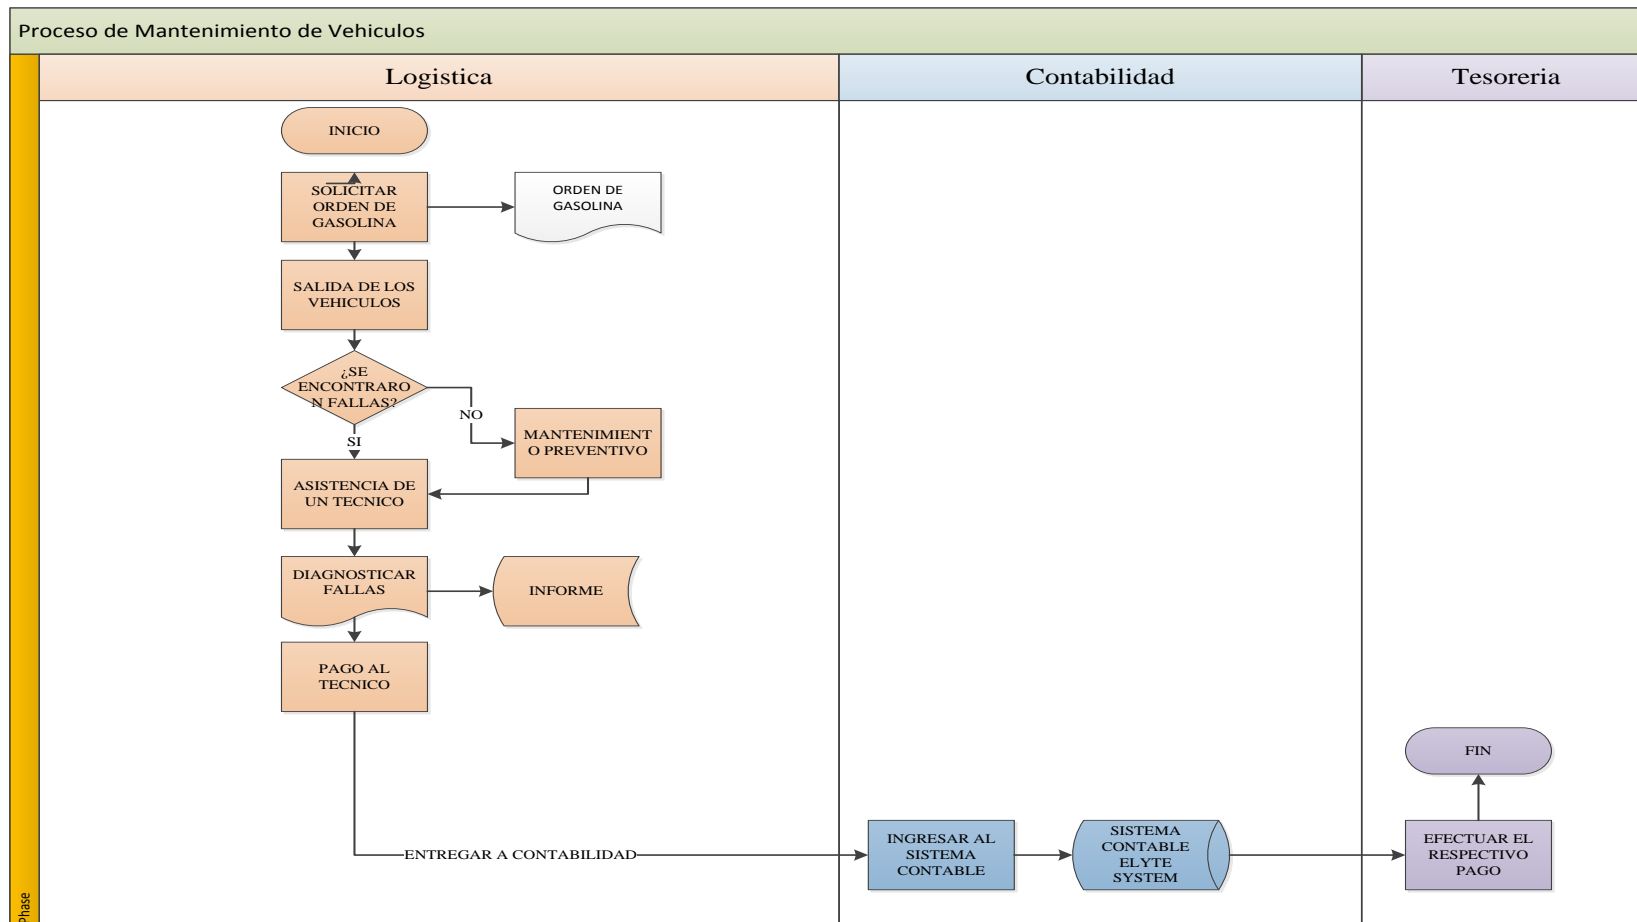 Proceso de Mantenimiento de Vehiculos
Logistica
Contabilidad
Tesoreria
INICIO
SOLICITAR
ORDEN DE
GASOLINA
ORDEN DE
GASOLINA
SALIDA DE LOS
VEHICULOS
¿SE
ENCONTRARO
N FALLAS?
NO
SI
MANTENIMIENT
O PREVENTIVO
ASISTENCIA DE
UN TECNICO
DIAGNOSTICAR
FALLAS
INFORME
PAGO AL
TECNICO
ENTREGAR A CONTABILIDAD
INGRESAR AL
SISTEMA
CONTABLE
SISTEMA
CONTABLE
ELYTE
SYSTEM
FIN
EFECTUAR EL
RESPECTIVO
PAGO
Phase